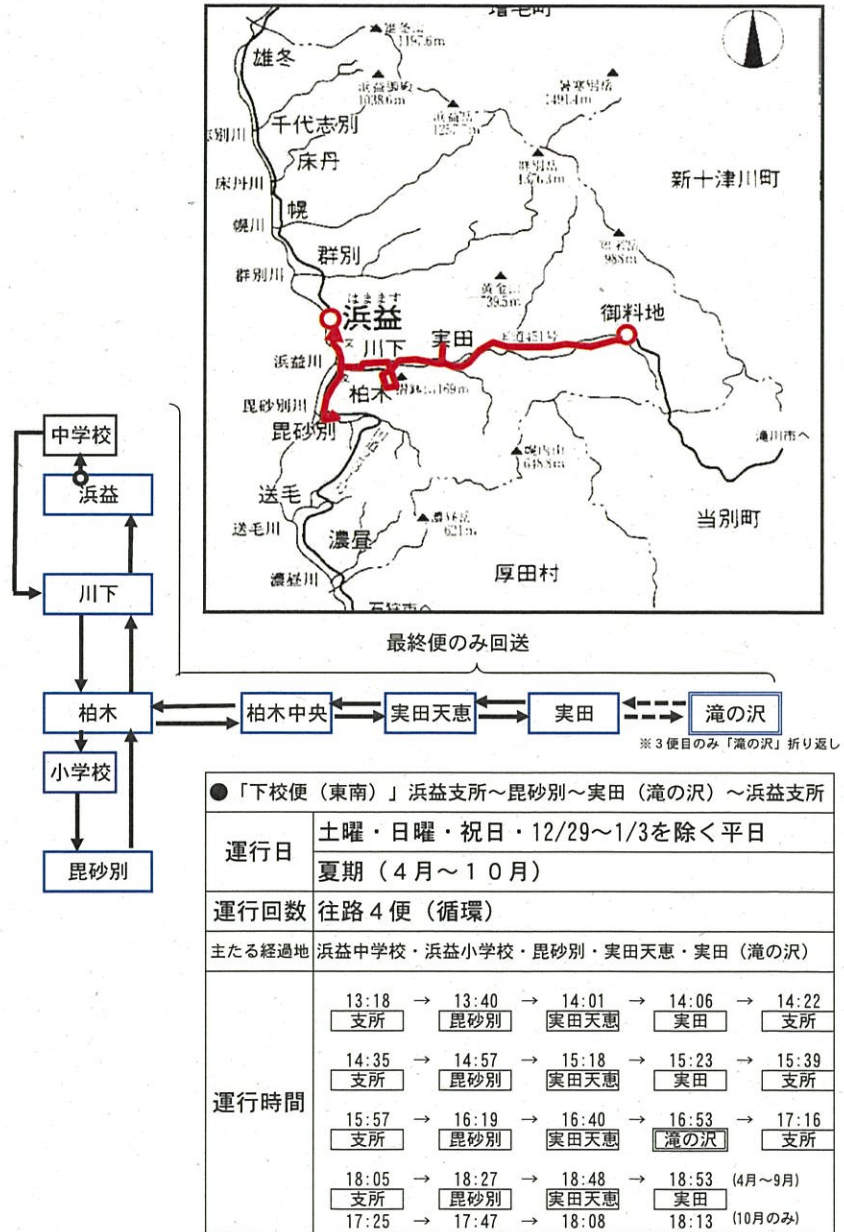 雄冬
1197.6m
1038.6m
千代志別
床丹
床丹川
幌
幌川
群別
群別川
新十津川町
はまます
浜益
御料地
実田
川下
浜益川
柏木
169m
毘砂別川
毘砂別
滝川市へ
送毛
送毛川
当別町
濃昼
621m
濃昼川
厚田村
最終便のみ回送
中学校
浜益
川下
柏木
柏木中央
実田天恵
実田
滝の沢
※3便目のみ「滝の沢」折り返し
小学校
毘砂別
●「下校便（東南）」浜益支所～毘砂別～実田（滝の沢）～浜益支所
運行日
土曜・日曜・祝日・12/29～1/3を除く平日
夏期（4月～10月）
運行回数 往路4便（循環）
主たる経過地 浜益中学校・浜益小学校・毘砂別・実田天恵・実田（滝の沢）
運行時間
13:18 → 13:40 → 14:01 → 14:06 → 14:22
支所 毘砂別 実田天恵 実田 支所
14:35 → 14:57 → 15:18 → 15:23 → 15:39
支所 毘砂別 実田天恵 実田 支所
15:57 → 16:19 → 16:40 → 16:53 → 17:16
支所 毘砂別 実田天恵 滝の沢 支所
18:05 → 18:27 → 18:48 → 18:53 (4月～9月)
支所 毘砂別 実田天恵 実田
17:25 → 17:47 → 18:08 18:13 (10月のみ)